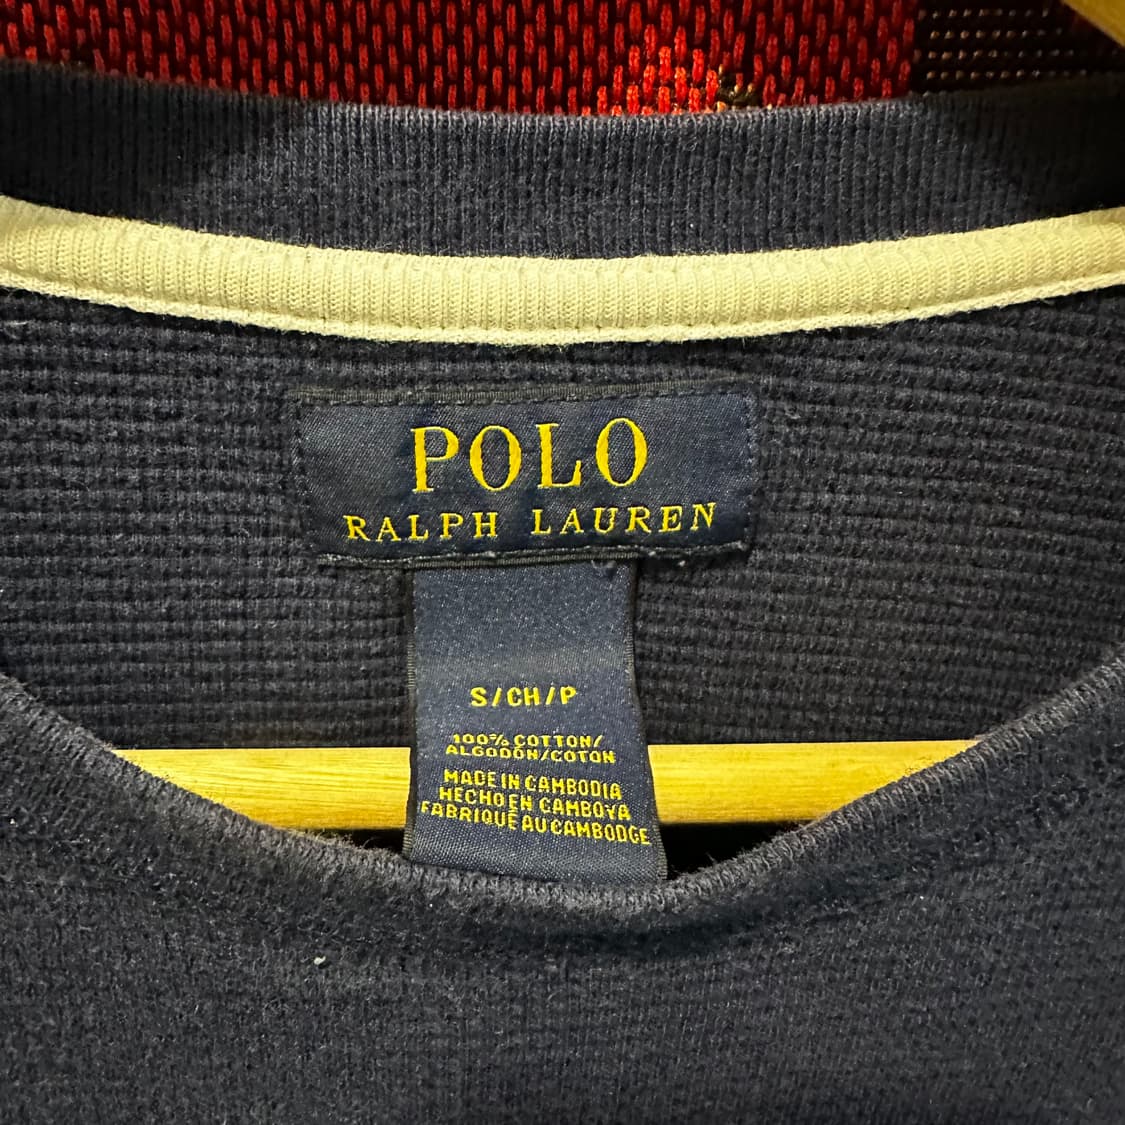 POLO
RALPH LAUREN
S/CH/P
100% COTTON/
ALGODÓN/COTON
MADE IN CAMBODIA
HECHO EN CAMBOYA
FABRIQUÉ AU CAMBODGE